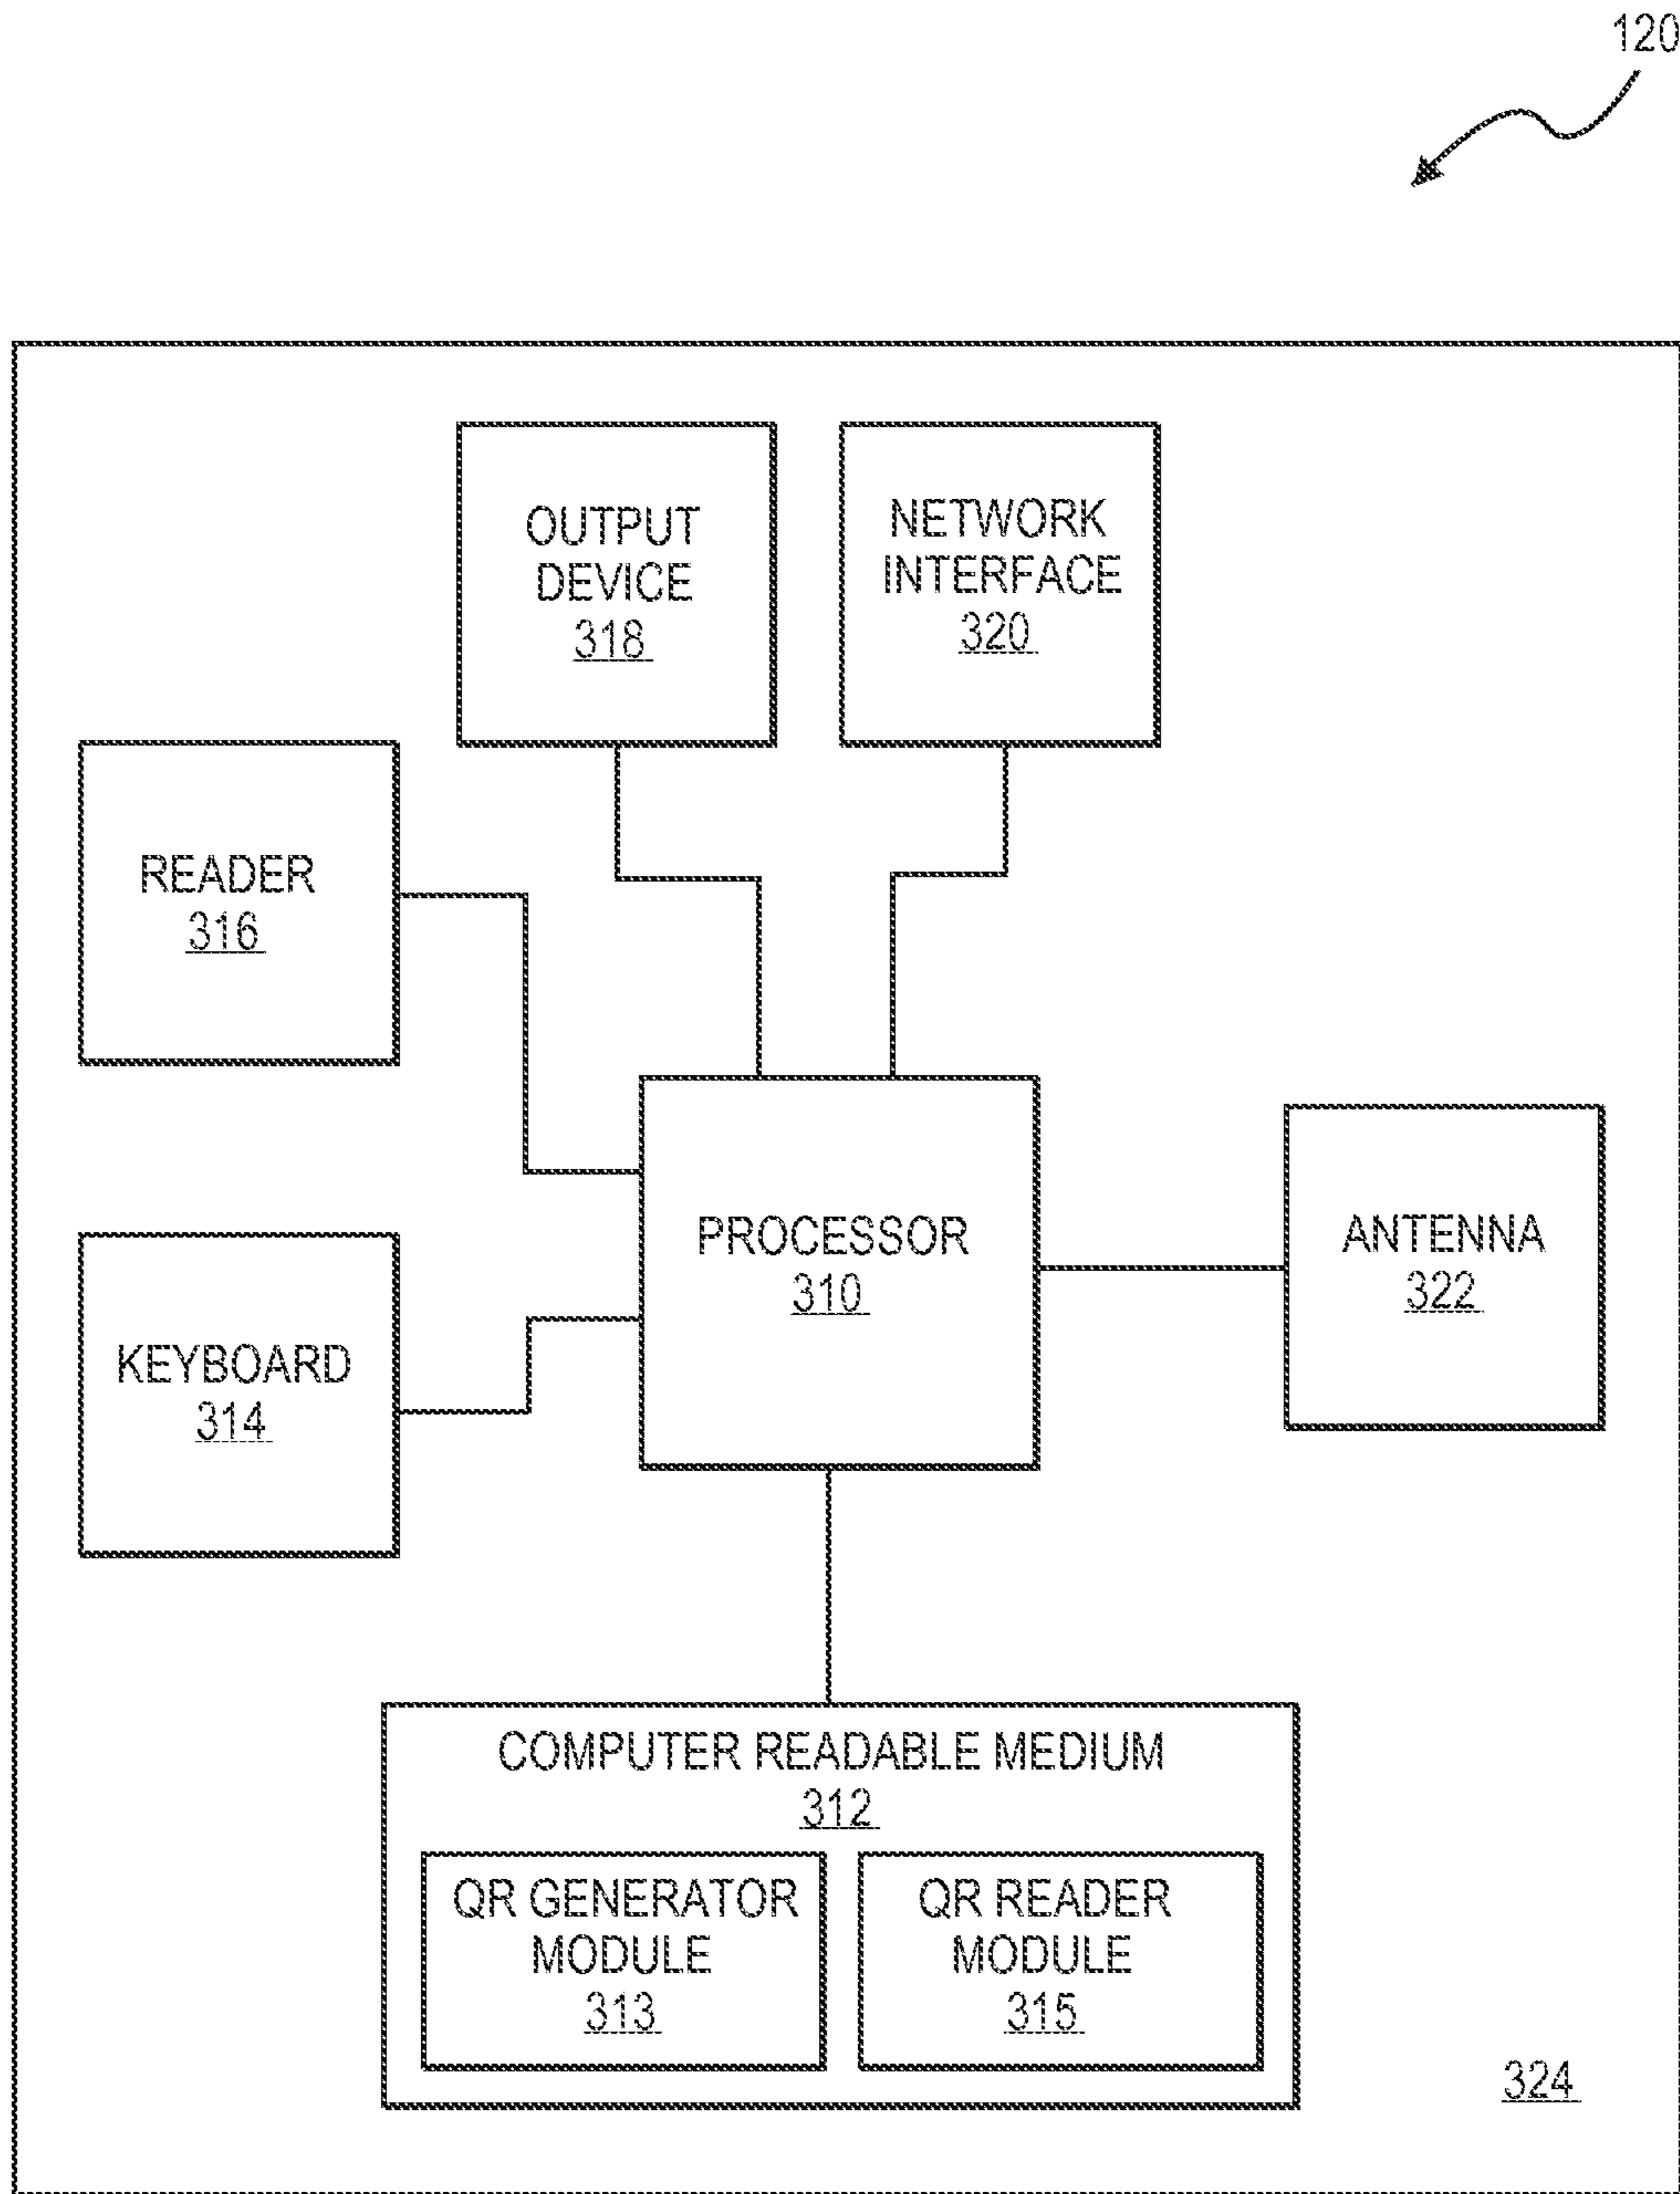 120
OUTPUT
DEVICE
318
NETWORK
INTERFACE
320
READER
316
PROCESSOR
310
ANTENNA
322
KEYBOARD
314
COMPUTER READABLE MEDIUM
312
QR GENERATOR
MODULE
313
QR READER
MODULE
315
324